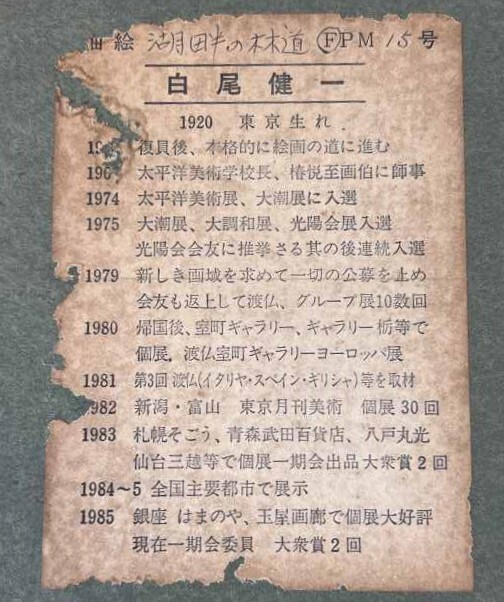 油絵 湖畔の林道 ⒻPM 15号
白尾健一
1920 東京生れ
復員後、本格的に絵画の道に進む
196 太平洋美術学校長、椿悦至画伯に師事
1974 太平洋美術展、大潮展に入選
1975 大潮展、大調和展、光陽会展入選
光陽会会友に推挙さる其の後連続入選
1979 新しき画域を求めて一切の公募を止め
会友も返上して渡仏、グループ展10数回
1980 帰国後、室町ギャラリー、ギャラリー栃等で
個展、渡仏室町ギャラリーヨーロッパ展
1981 第3回渡仏(イタリヤ・スペイン・ギリシャ)等を取材
982 新潟・富山 東京月刊美術 個展30回
1983 札幌そごう、青森武田百貨店、八戸丸光
仙台三越等で個展一期会出品大衆賞2回
1984～5 全国主要都市で展示
1985 銀座 はまのや、玉屋画廊で個展大好評
現在一期会委員 大衆賞2回